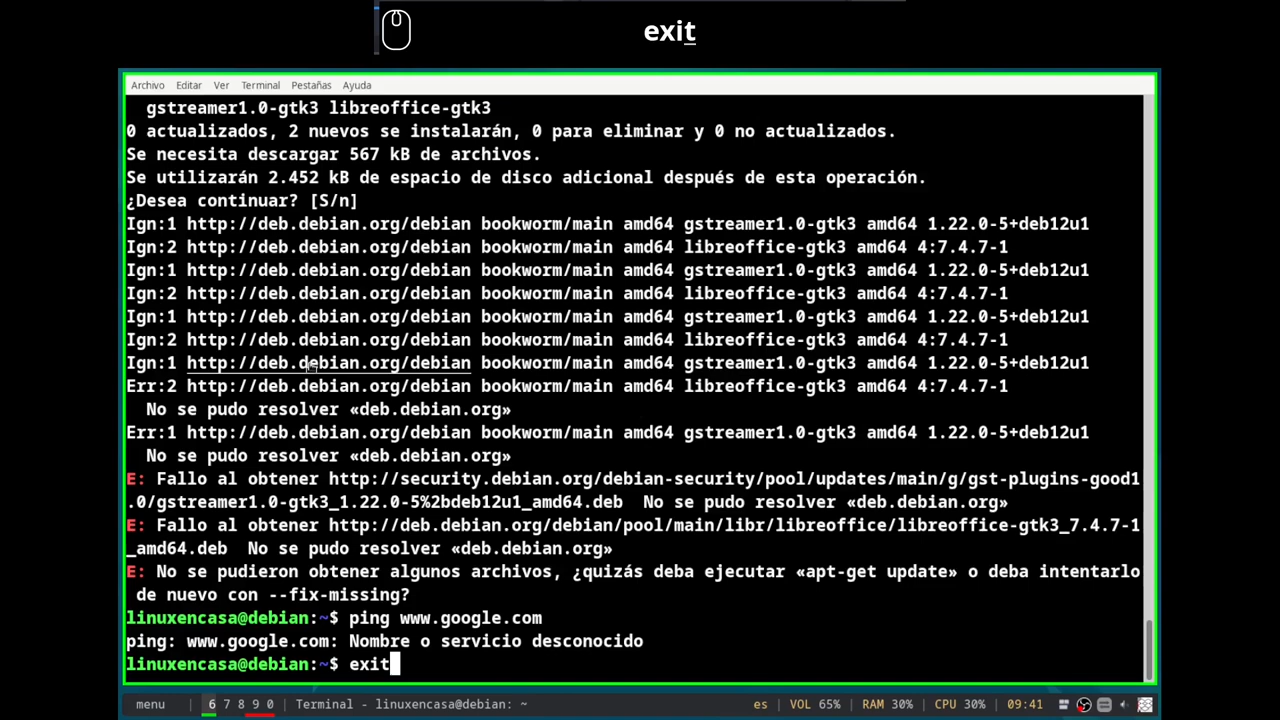 exit
Archivo Editar Ver Terminal Pestañas Ayuda
gstreamer1.0-gtk3 libreoffice-gtk3
0 actualizados, 2 nuevos se instalarán, 0 para eliminar y 0 no actualizados.
Se necesita descargar 567 kB de archivos.
Se utilizarán 2.452 kB de espacio de disco adicional después de esta operación.
¿Desea continuar? [S/n]
Ign:1 http://deb.debian.org/debian bookworm/main amd64 gstreamer1.0-gtk3 amd64 1.22.0-5+deb12u1
Ign:2 http://deb.debian.org/debian bookworm/main amd64 libreoffice-gtk3 amd64 4:7.4.7-1
Ign:1 http://deb.debian.org/debian bookworm/main amd64 gstreamer1.0-gtk3 amd64 1.22.0-5+deb12u1
Ign:2 http://deb.debian.org/debian bookworm/main amd64 libreoffice-gtk3 amd64 4:7.4.7-1
Ign:1 http://deb.debian.org/debian bookworm/main amd64 gstreamer1.0-gtk3 amd64 1.22.0-5+deb12u1
Ign:2 http://deb.debian.org/debian bookworm/main amd64 libreoffice-gtk3 amd64 4:7.4.7-1
Ign:1 http://deb.debian.org/debian bookworm/main amd64 gstreamer1.0-gtk3 amd64 1.22.0-5+deb12u1
Err:2 http://deb.debian.org/debian bookworm/main amd64 libreoffice-gtk3 amd64 4:7.4.7-1
No se pudo resolver «deb.debian.org»
Err:1 http://deb.debian.org/debian bookworm/main amd64 gstreamer1.0-gtk3 amd64 1.22.0-5+deb12u1
No se pudo resolver «deb.debian.org»
E: Fallo al obtener http://security.debian.org/debian-security/pool/updates/main/g/gst-plugins-good1
.0/gstreamer1.0-gtk3_1.22.0-5%2bdeb12u1_amd64.deb  No se pudo resolver «deb.debian.org»
E: Fallo al obtener http://deb.debian.org/debian/pool/main/libr/libreoffice/libreoffice-gtk3_7.4.7-1
_amd64.deb  No se pudo resolver «deb.debian.org»
E: No se pudieron obtener algunos archivos, ¿quizás deba ejecutar «apt-get update» o deba intentarlo
de nuevo con --fix-missing?
linuxencasa@debian:~$ ping www.google.com
ping: www.google.com: Nombre o servicio desconocido
linuxencasa@debian:~$ exit
menu | 6 7 8 9 0 | Terminal - linuxencasa@debian: ~ es | VOL 65% | RAM 30% | CPU 30% | 09:41